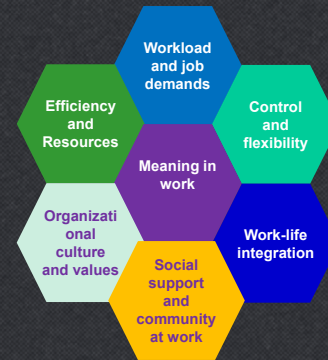 Workload
and job
demands
Efficiency
and
Resources
Control
and
flexibility
Meaning in
work
Organizati
onal
culture
and values
Work-life
integration
Social
support
and
community
at work